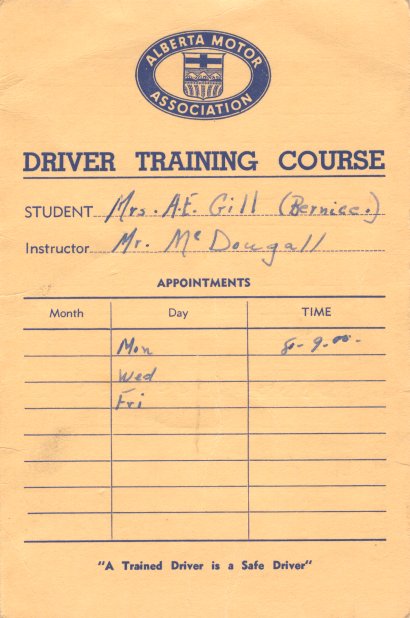 ALBERTA MOTOR
ASSOCIATION
DRIVER TRAINING COURSE
STUDENT Mrs. A.E. Gill (Bernice.)
Instructor Mr. McDougall
APPOINTMENTS
Month Day TIME
Mon 8-9.00-
Wed
Fri
"A Trained Driver is a Safe Driver"